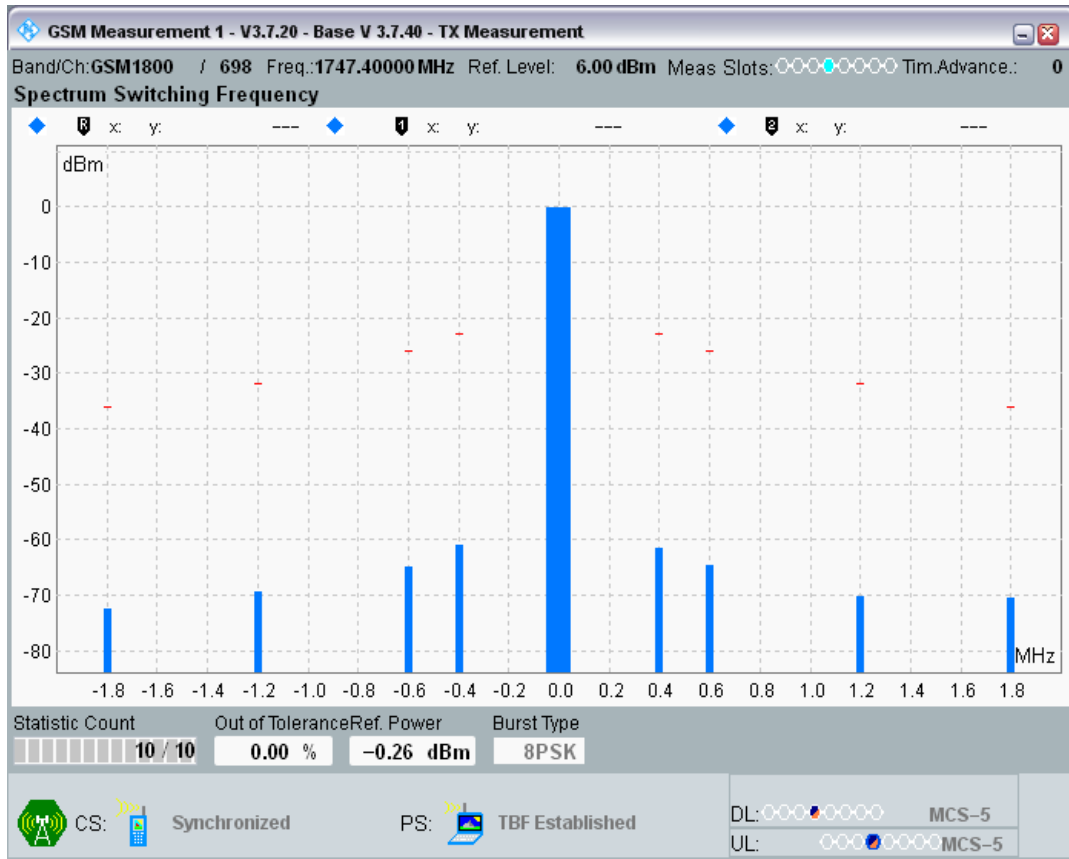 GSM Measurement 1 - V3.7.20 - Base V 3.7.40 - TX Measurement
Band/Ch:GSM1800 / 698 Freq.:1747.40000 MHz Ref. Level: 6.00 dBm Meas Slots: Tim.Advance.: 0
Spectrum Switching Frequency
R x: y: --- 1 x: y: --- 2 x: y: ---
dBm
0
-10
-20
-30
-40
-50
-60
-70
-80
MHz
-1.8 -1.6 -1.4 -1.2 -1.0 -0.8 -0.6 -0.4 -0.2 0.0 0.2 0.4 0.6 0.8 1.0 1.2 1.4 1.6 1.8
Statistic Count Out of Tolerance Ref. Power Burst Type
10 / 10 0.00 % −0.26 dBm 8PSK
CS: Synchronized PS: TBF Established
DL: MCS−5
UL: MCS−5